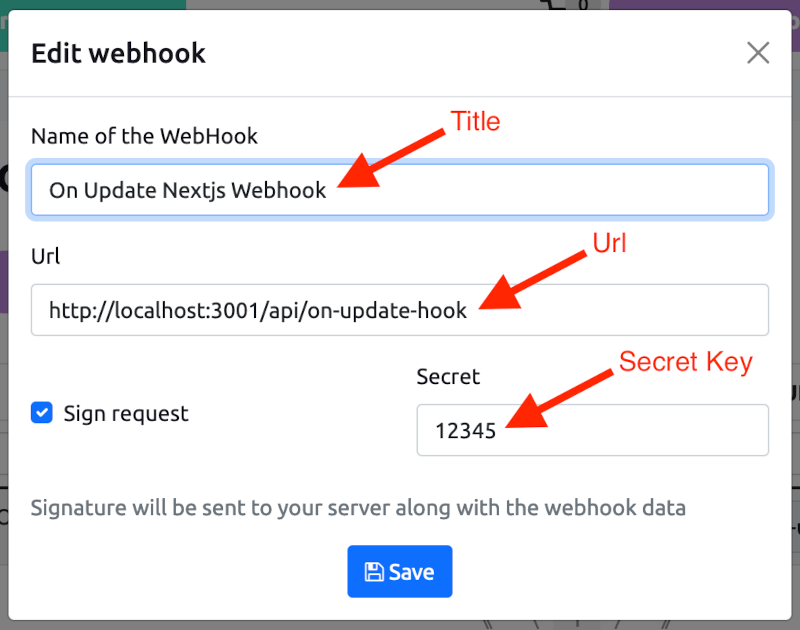 Edit webhook
Name of the WebHook
Title
On Update Nextjs Webhook
Url
Url
http://localhost:3001/api/on-update-hook
Secret Key
Secret
Sign request
12345
Signature will be sent to your server along with the webhook data
Save